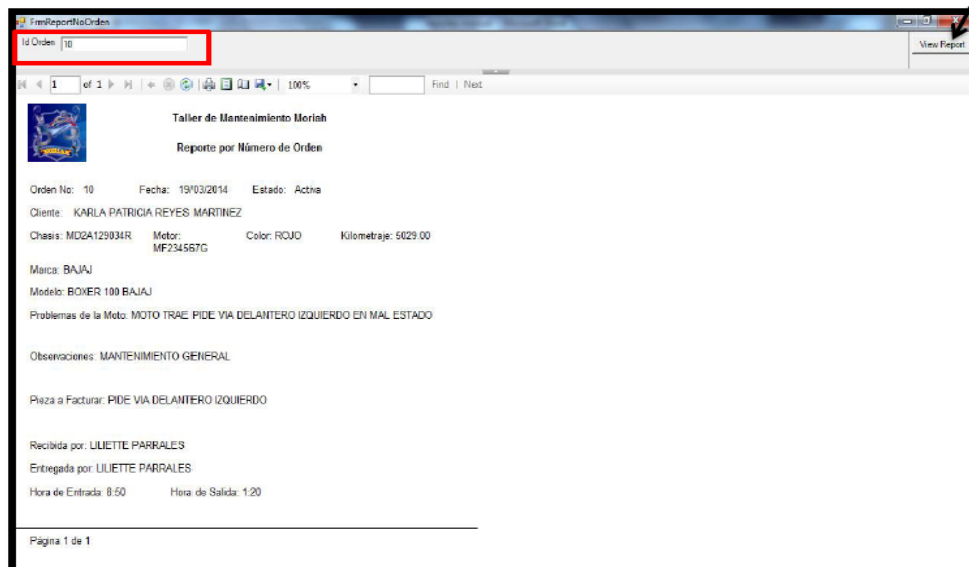 FrmReportNoOrden
Id Orden 10
View Report
1 of 1 100% Find | Next
MORIAH
Taller de Mantenimiento Moriah
Reporte por Número de Orden
Orden No: 10 Fecha: 19/03/2014 Estado: Activa
Cliente: KARLA PATRICIA REYES MARTINEZ
Chasis: MD2A129034R Motor: Color: ROJO Kilometraje: 5029.00
MF234567G
Marca: BAJAJ
Modelo: BOXER 100 BAJAJ
Problemas de la Moto: MOTO TRAE PIDE VIA DELANTERO IZQUIERDO EN MAL ESTADO
Observaciones: MANTENIMIENTO GENERAL
Pieza a Facturar: PIDE VIA DELANTERO IZQUIERDO
Recibida por: LILIETTE PARRALES
Entregada por: LILIETTE PARRALES
Hora de Entrada: 8:50 Hora de Salida: 1:20
Página 1 de 1